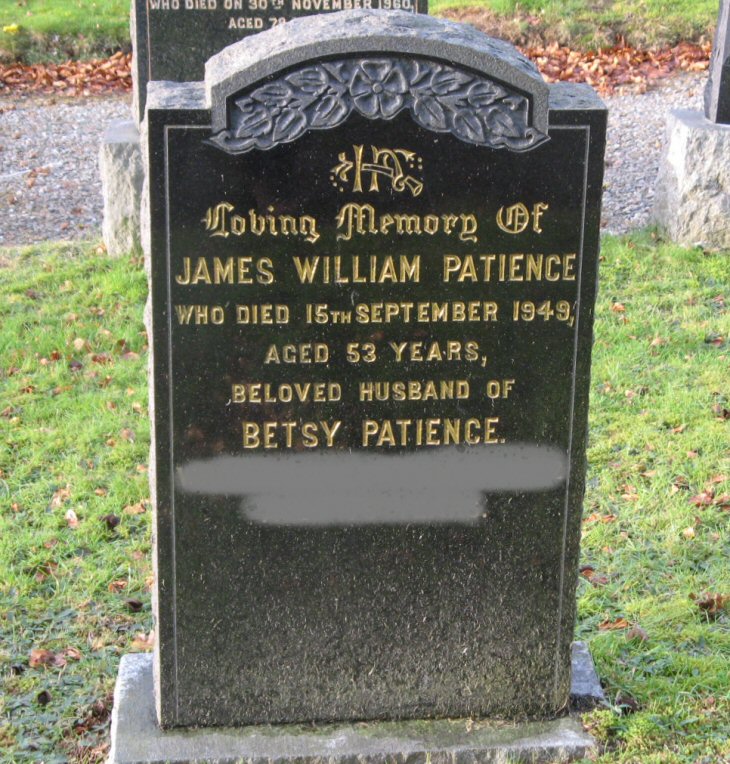 WHO DIED ON 30TH NOVEMBER 1960,
AGED
In
Loving Memory Of
JAMES WILLIAM PATIENCE
WHO DIED 15TH SEPTEMBER 1949,
AGED 53 YEARS,
BELOVED HUSBAND OF
BETSY PATIENCE.